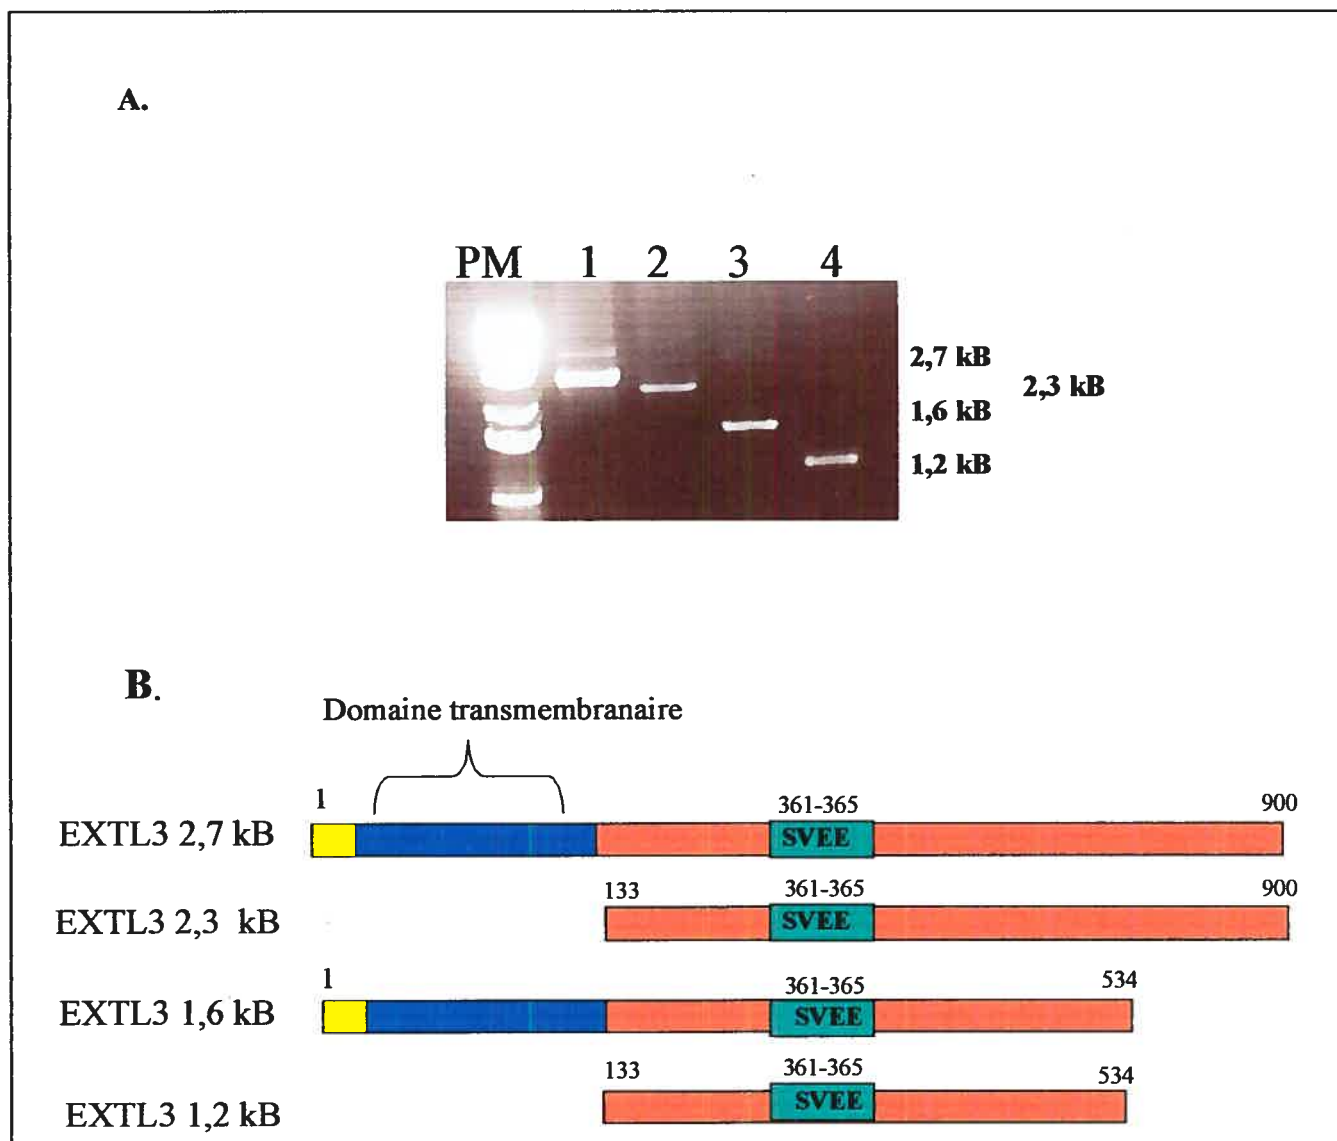 A.
PM 1 2 3 4
2,7 kB
2,3 kB
1,6 kB
1,2 kB
B.
Domaine transmembranaire
1 361-365 900
EXTL3 2,7 kB SVEE
133 361-365 900
EXTL3 2,3 kB SVEE
1 361-365 534
EXTL3 1,6 kB SVEE
133 361-365 534
EXTL3 1,2 kB SVEE